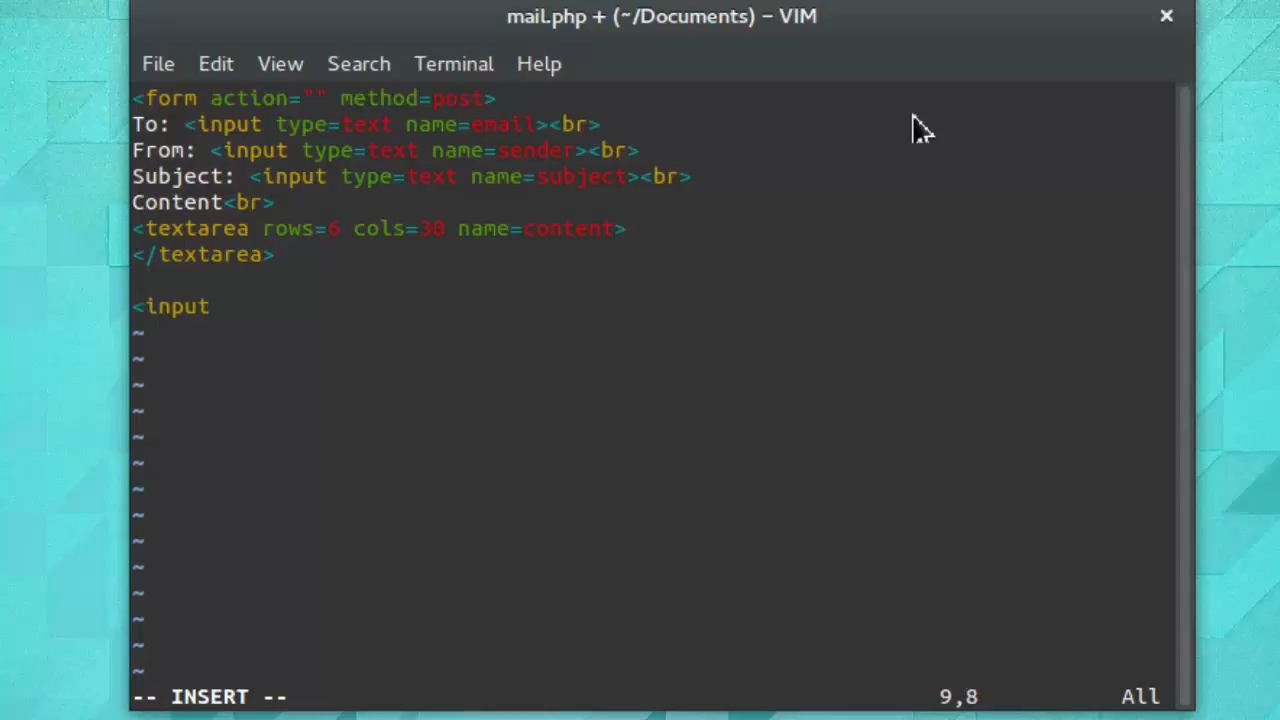 mail.php + (~/Documents) – VIM
×
File Edit View Search Terminal Help
<form action="" method=post>
To: <input type=text name=email><br>
From: <input type=text name=sender><br>
Subject: <input type=text name=subject><br>
Content<br>
<textarea rows=6 cols=30 name=content>
</textarea>
<input
~
~
~
~
~
~
~
~
~
~
~
~
~
~
-- INSERT -- 9,8 All